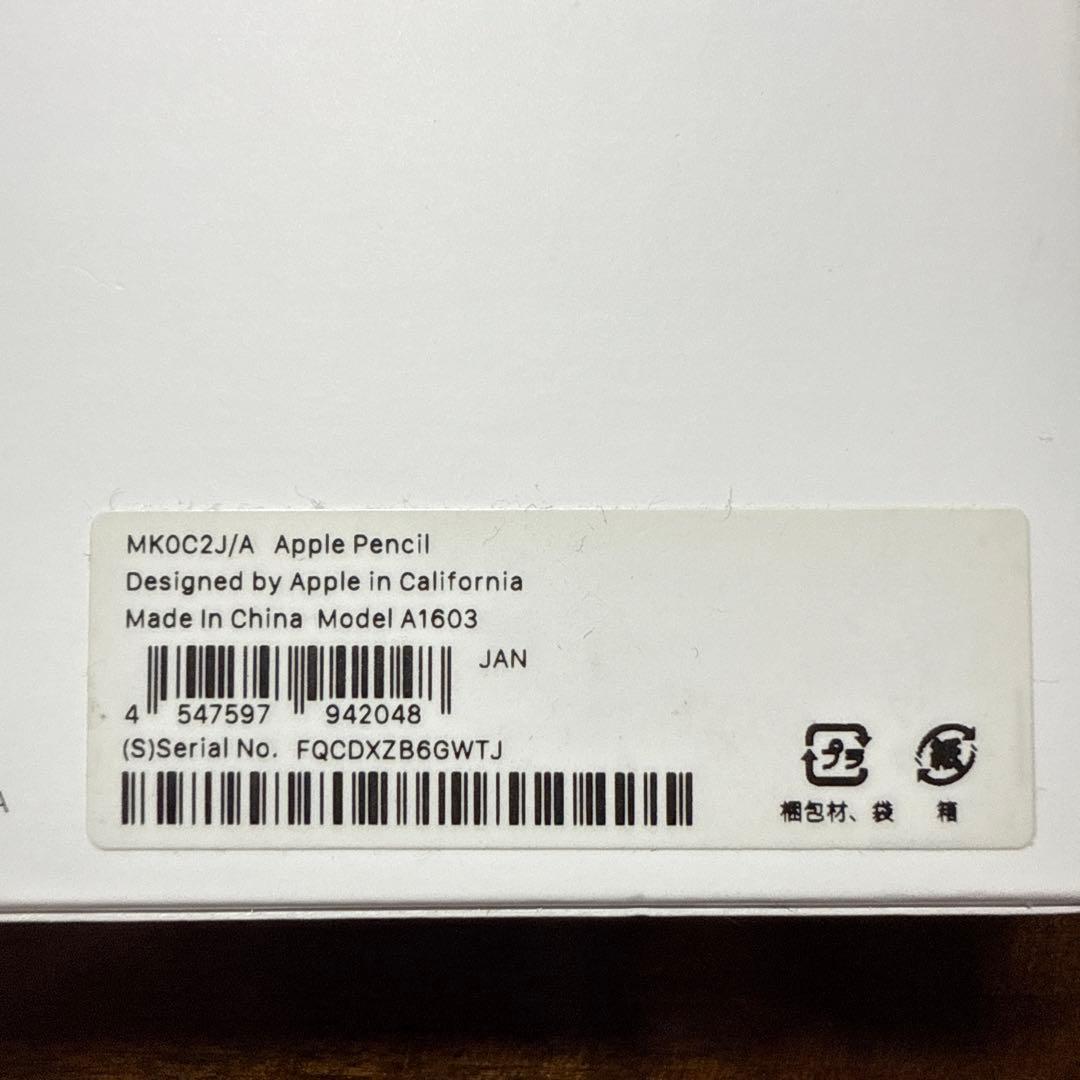 MK0C2J/A Apple Pencil
Designed by Apple in California
Made In China Model A1603
JAN
4 547597 942048
(S)Serial No. FQCDXZB6GWTJ
プラ 紙
梱包材、袋 箱
A